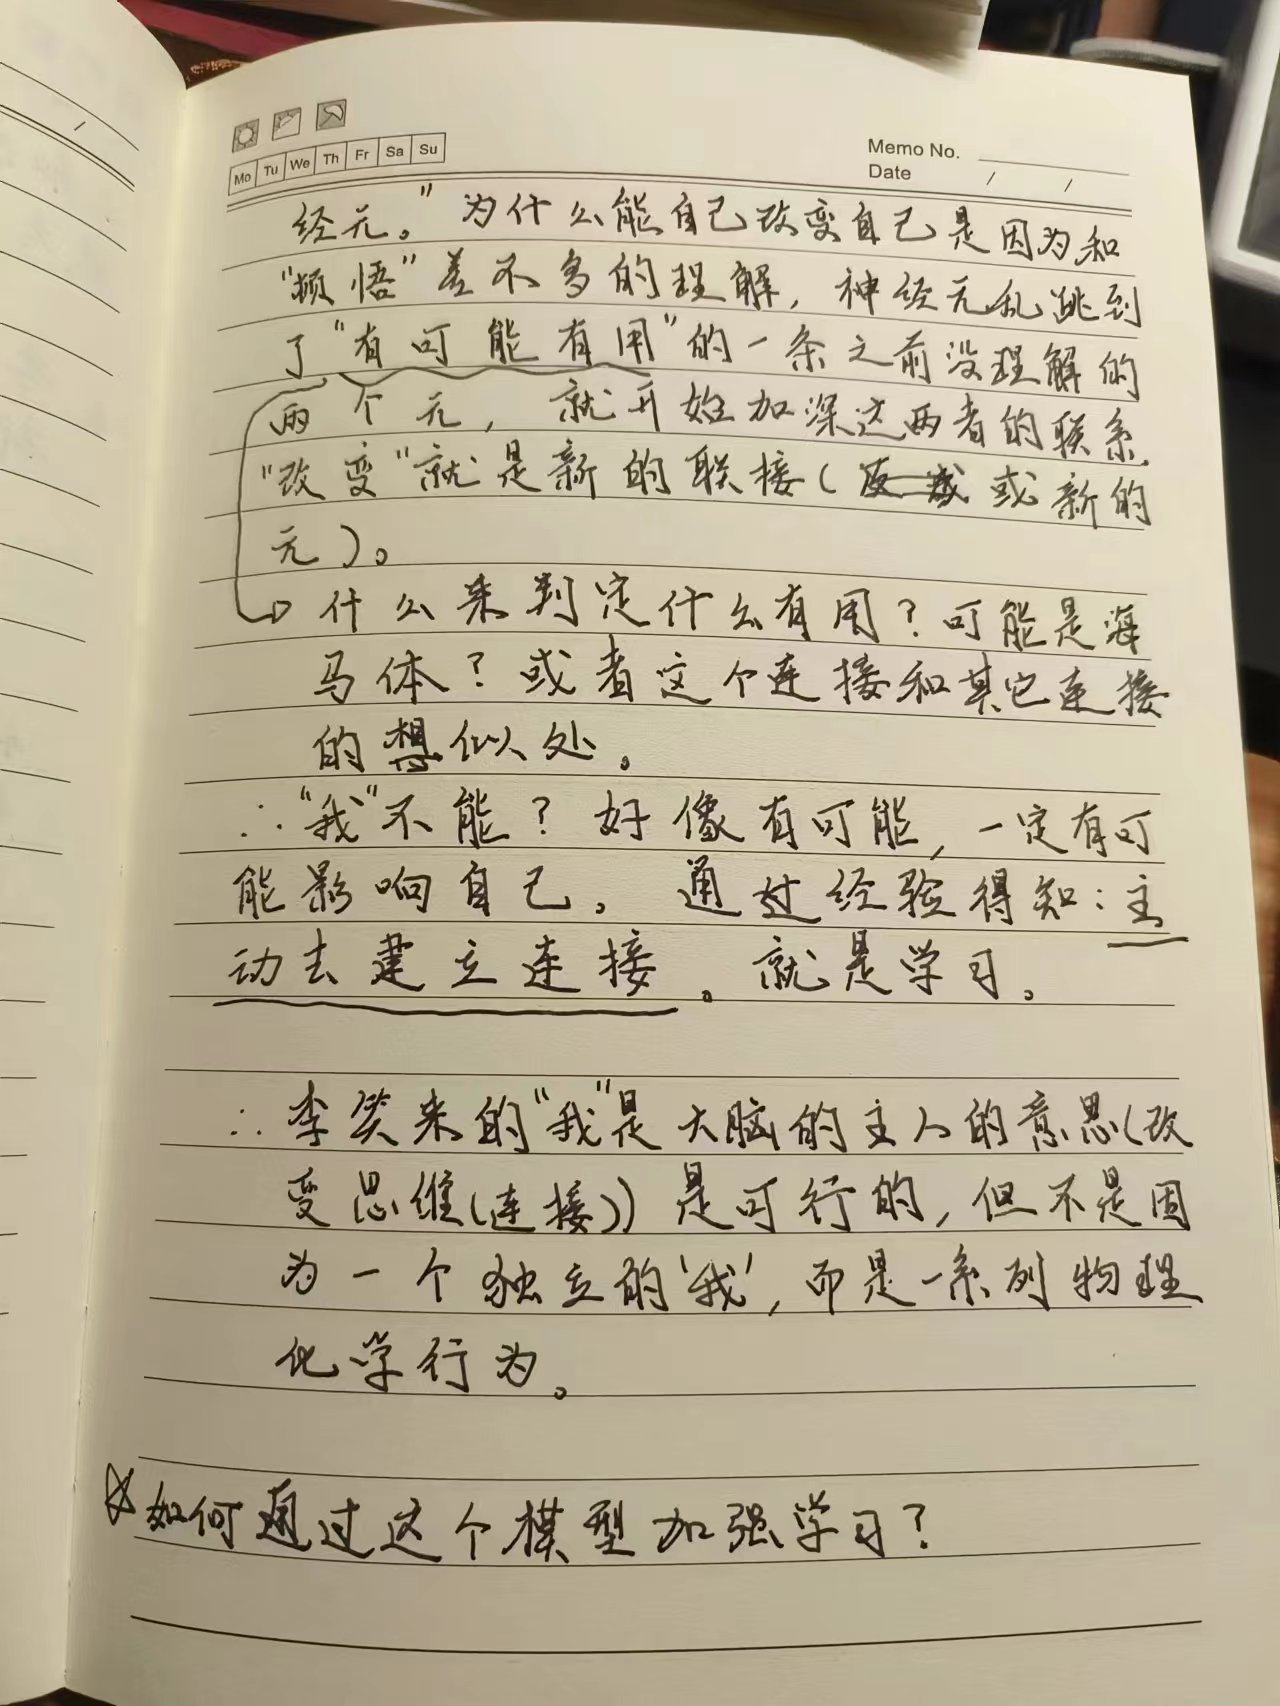 Mo Tu We Th Fr Sa Su
Memo No.
Date / /
经元。”为什么能自己改变自己是因为和
“顿悟”差不多的理解，神经元乱跳到
了“有可能有用”的一条之前没理解的
两个元，就开始加深这两者的联系.
“改变”就是新的联接（或新的
元）。
什么来判定什么有用？可能是海
马体？或者这个连接和其它连接
的想似处。
∴“我”不能？好像有可能，一定有可
能影响自己。通过经验得知：主
动去建立连接。就是学习。
∴李笑来的“我”是大脑的主人的意思（改
变思维（连接））是可行的，但不是因
为一个独立的‘我’，而是一系列物理
化学行为。
☆如何通过这个模型加强学习？